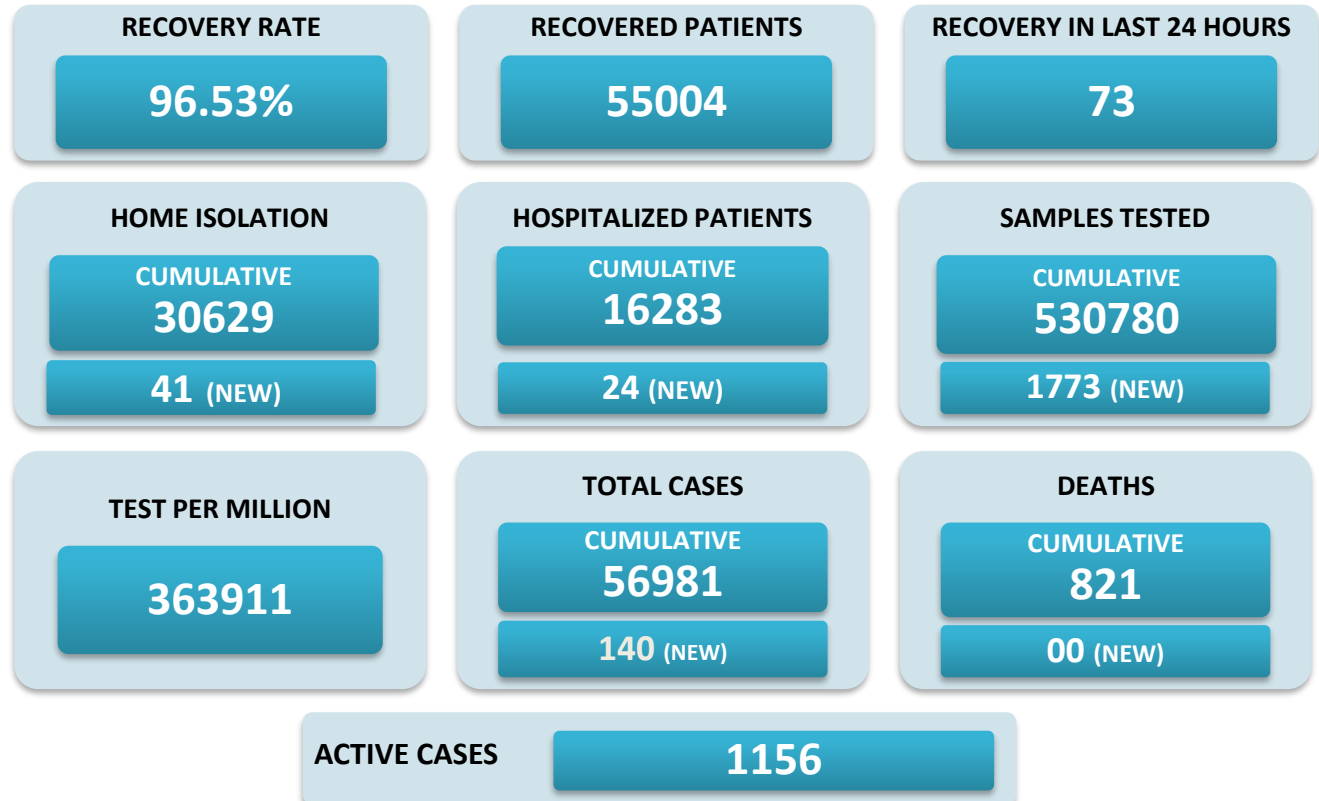 RECOVERY RATE
96.53%
RECOVERED PATIENTS
55004
RECOVERY IN LAST 24 HOURS
73
HOME ISOLATION
CUMULATIVE
30629
41 (NEW)
HOSPITALIZED PATIENTS
CUMULATIVE
16283
24 (NEW)
SAMPLES TESTED
CUMULATIVE
530780
1773 (NEW)
TEST PER MILLION
363911
TOTAL CASES
CUMULATIVE
56981
140 (NEW)
DEATHS
CUMULATIVE
821
00 (NEW)
ACTIVE CASES
1156